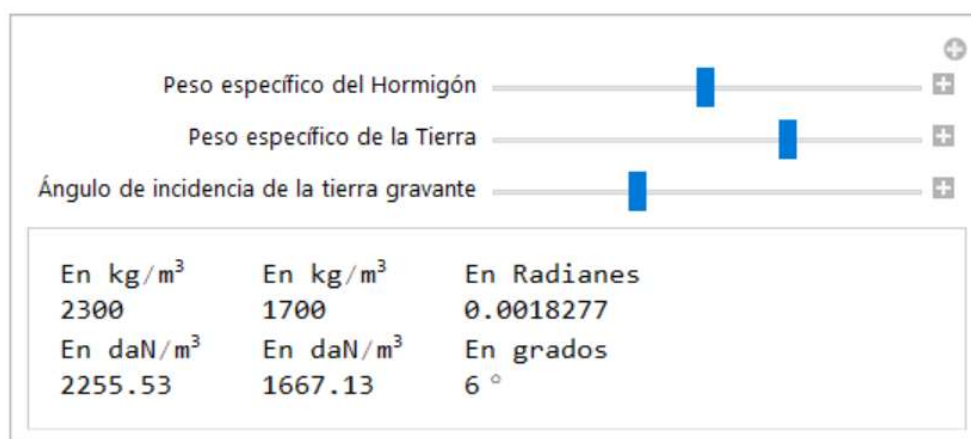 Peso específico del Hormigón
Peso específico de la Tierra
Ángulo de incidencia de la tierra gravante
En kg/m³ En kg/m³ En Radianes
2300 1700 0.0018277
En daN/m³ En daN/m³ En grados
2255.53 1667.13 6 °